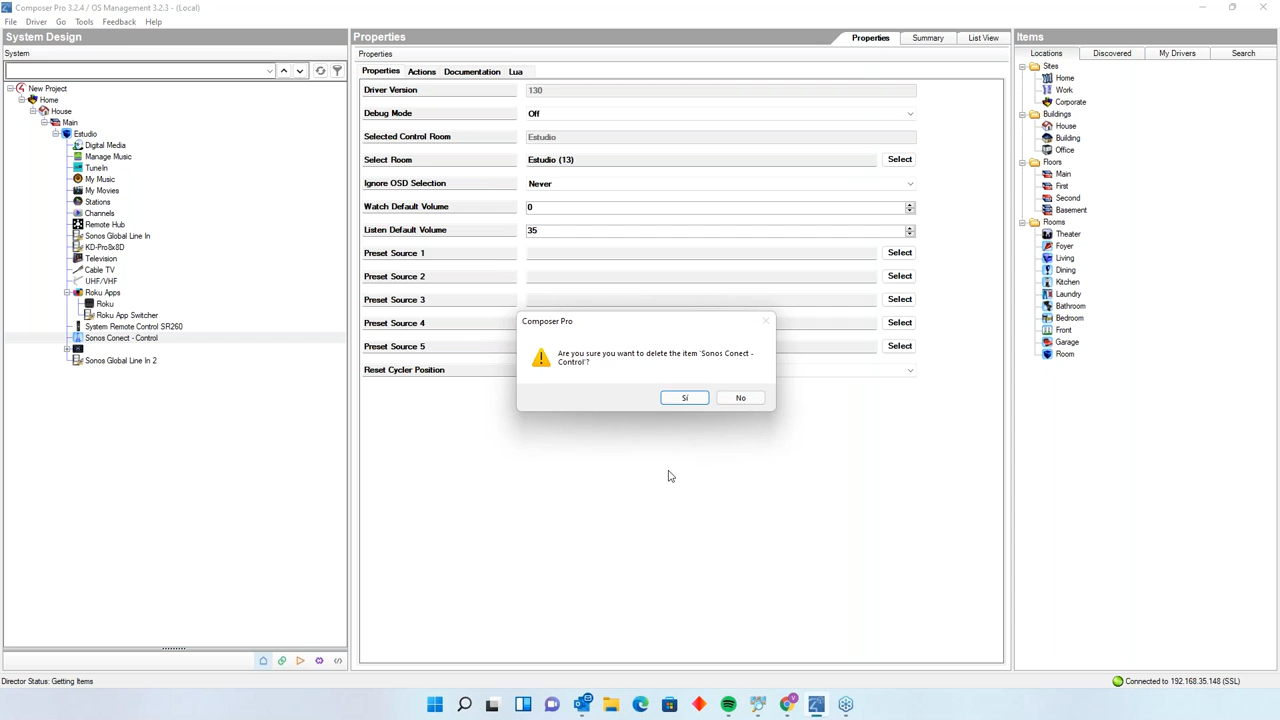 Composer Pro 3.2.4 / OS Management 3.2.3 - (Local)
File Driver Go Tools Feedback Help
System Design
System
New Project
Home
House
Main
Estudio
Digital Media
Manage Music
TuneIn
My Music
My Movies
Stations
Channels
Remote Hub
Sonos Global Line In
KD-Pro8x8D
Television
Cable TV
UHF/VHF
Roku Apps
Roku
Roku App Switcher
System Remote Control SR260
Sonos Conect - Control
Sonos Global Line In 2
Properties
Properties Summary List View
Properties
Properties Actions Documentation Lua
Driver Version 130
Debug Mode Off
Selected Control Room Estudio
Select Room Estudio (13) Select
Ignore OSD Selection Never
Watch Default Volume 0
Listen Default Volume 35
Preset Source 1 Select
Preset Source 2 Select
Preset Source 3 Select
Preset Source 4 Select
Preset Source 5 Select
Reset Cycler Position
Composer Pro
Are you sure you want to delete the item 'Sonos Conect -
Control'?
Sí No
Items
Locations Discovered My Drivers Search
Sites
Home
Work
Corporate
Buildings
House
Building
Office
Floors
Main
First
Second
Basement
Rooms
Theater
Foyer
Living
Dining
Kitchen
Laundry
Bathroom
Bedroom
Front
Garage
Room
Director Status: Getting Items
Connected to 192.168.35.148 (SSL)